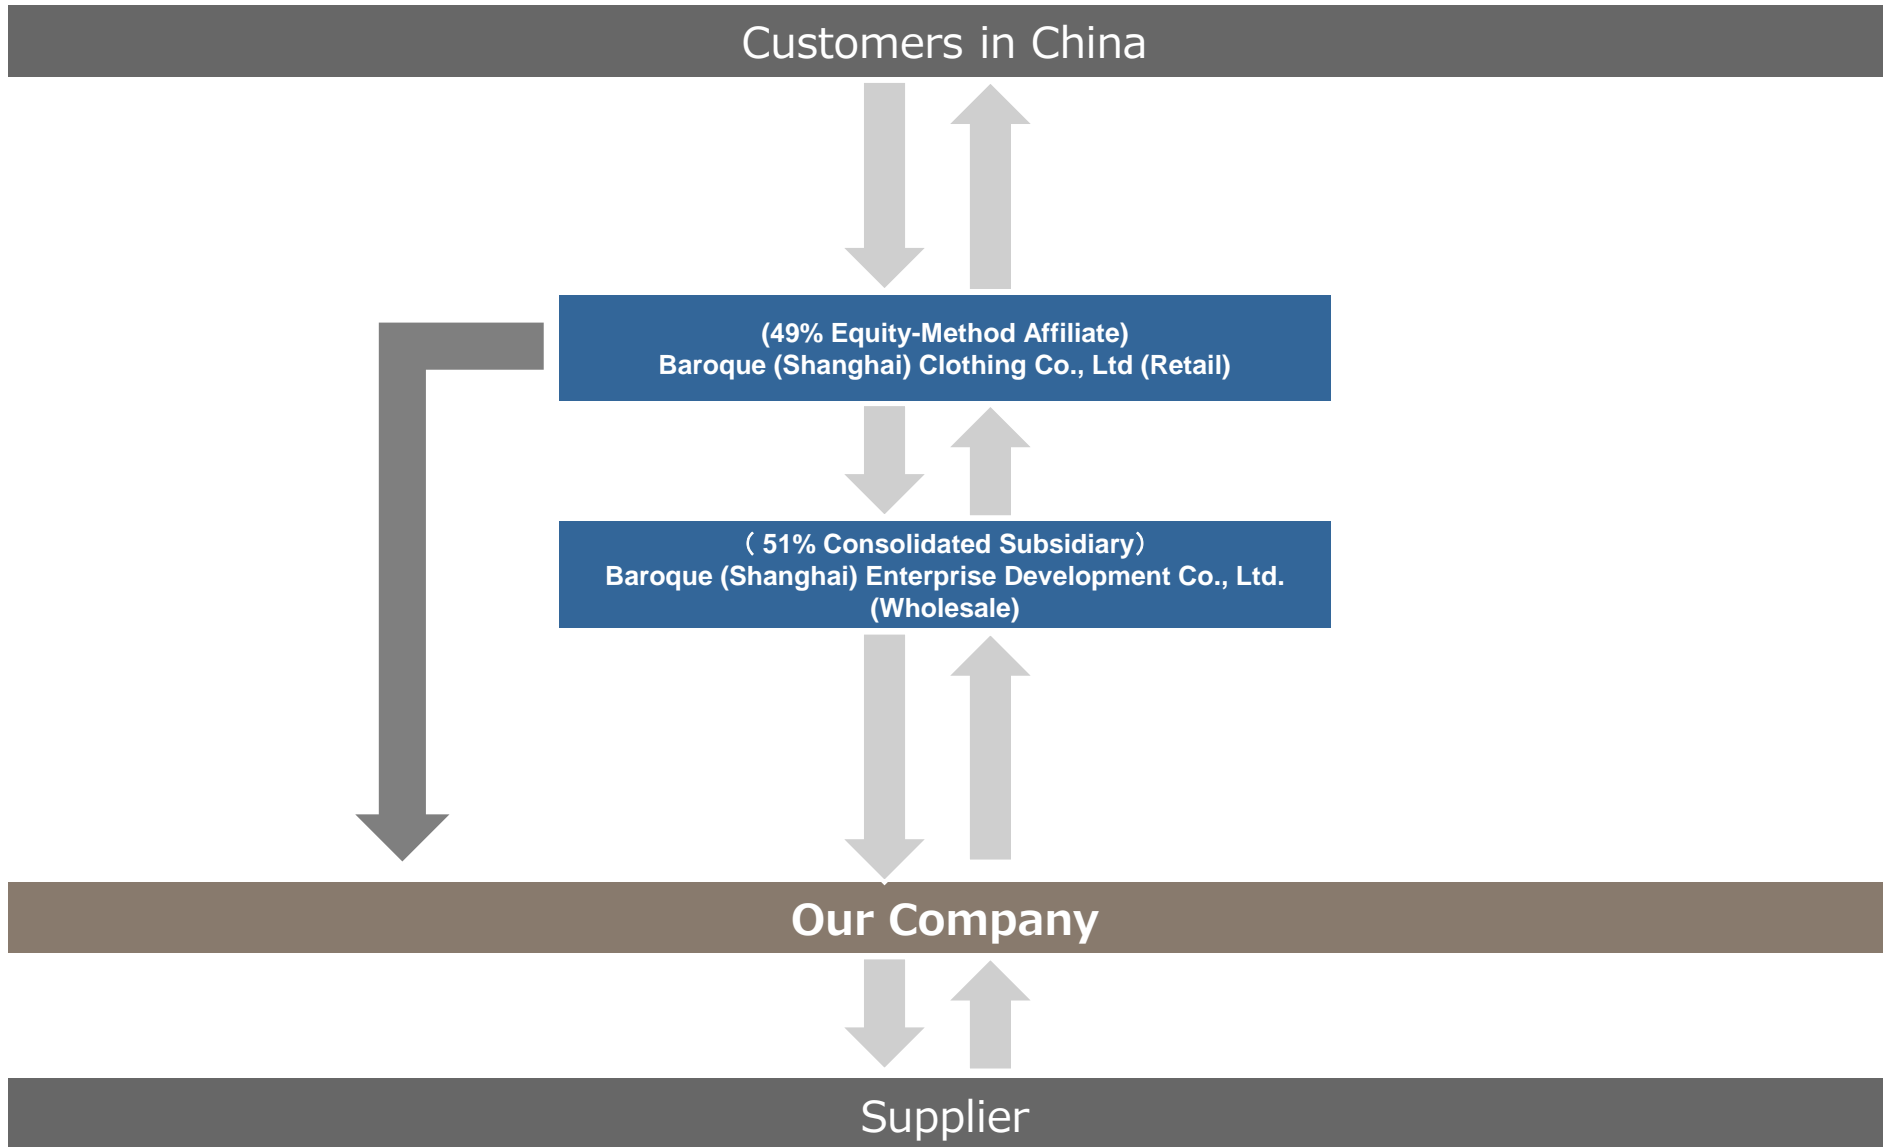 Customers in China
(49% Equity-Method Affiliate)
Baroque (Shanghai) Clothing Co., Ltd (Retail)
（ 51% Consolidated Subsidiary）
Baroque (Shanghai) Enterprise Development Co., Ltd.
(Wholesale)
Our Company
Supplier